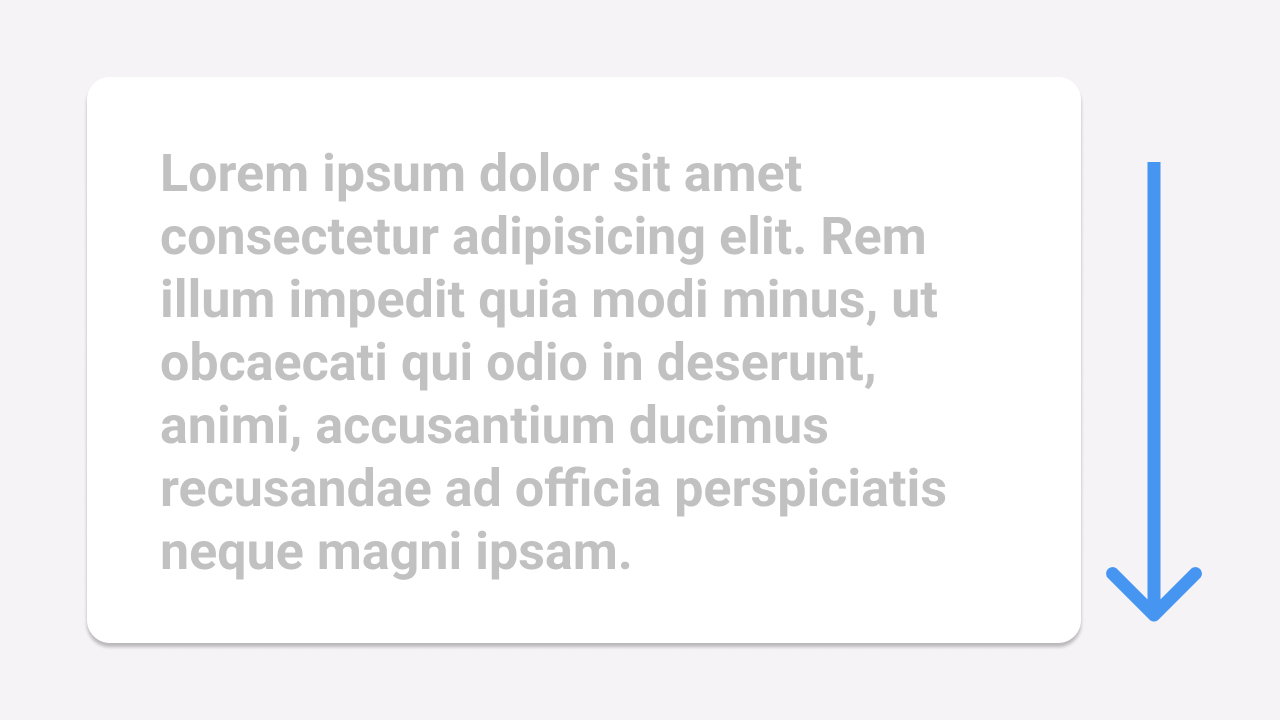 Lorem ipsum dolor sit amet
consectetur adipisicing elit. Rem
illum impedit quia modi minus, ut
obcaecati qui odio in deserunt,
animi, accusantium ducimus
recusandae ad officia perspiciatis
neque magni ipsam.